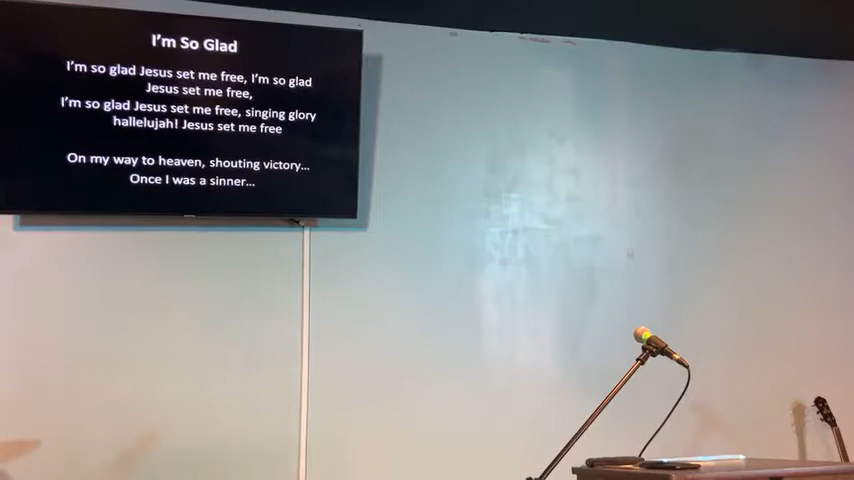 I'm So Glad
I'm so glad Jesus set me free, I'm so glad
Jesus set me free,
I'm so glad Jesus set me free, singing glory
hallelujah! Jesus set me free
On my way to heaven, shouting victory...
Once I was a sinner...